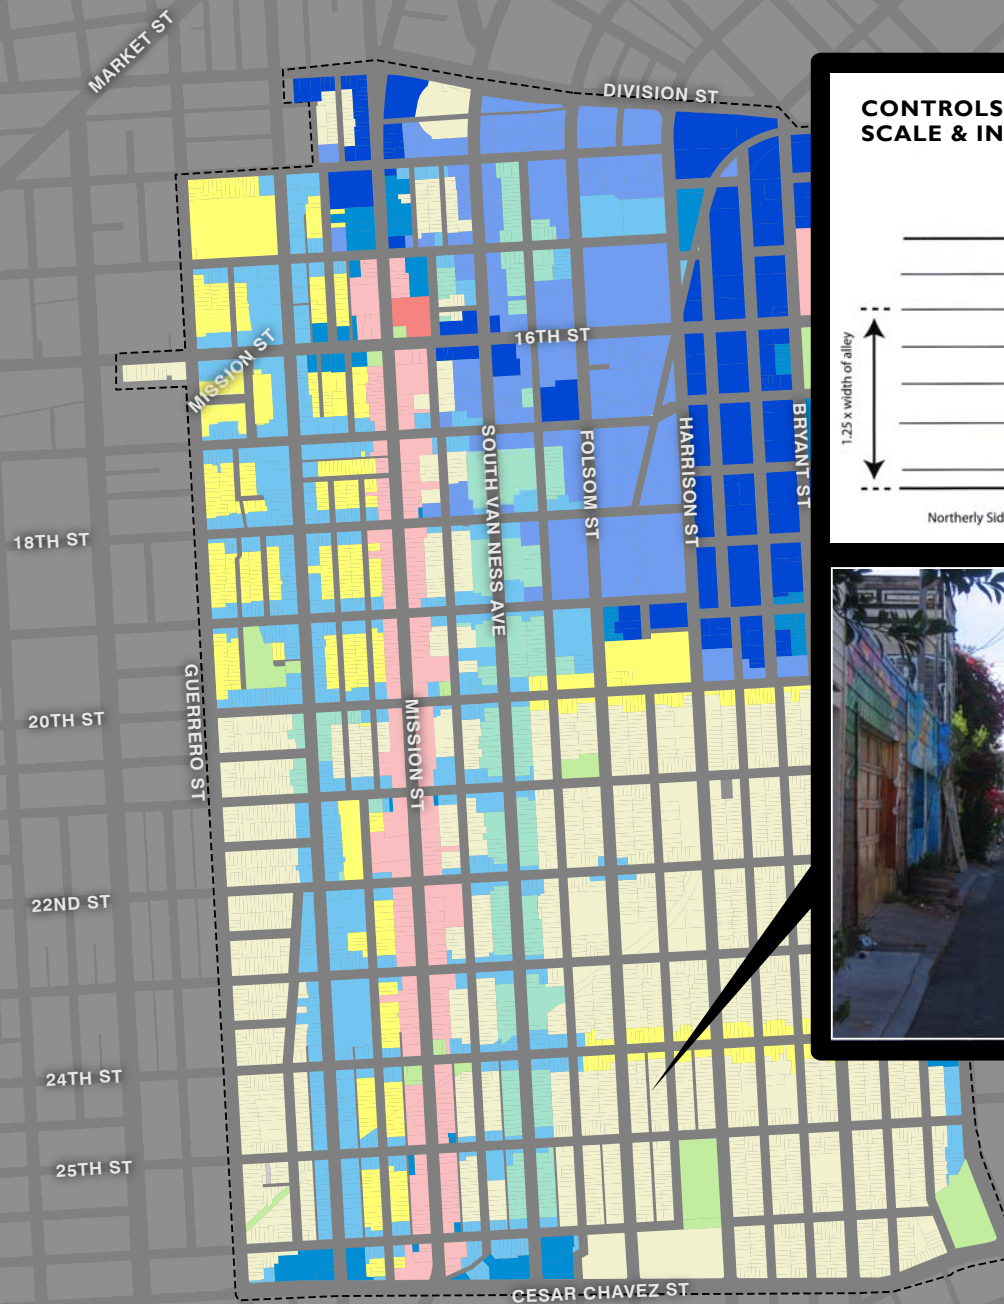 MARKET ST
DIVISION ST
CONTROLS
SCALE & IN
16TH ST
MISSION ST
1.25 x width of alley
BRYANT ST
SOUTH VAN NESS AVE
FOLSOM ST
HARRISON ST
Northerly Sid
18TH ST
GUERRERO ST
20TH ST
MISSION ST
22ND ST
24TH ST
25TH ST
CESAR CHAVEZ ST